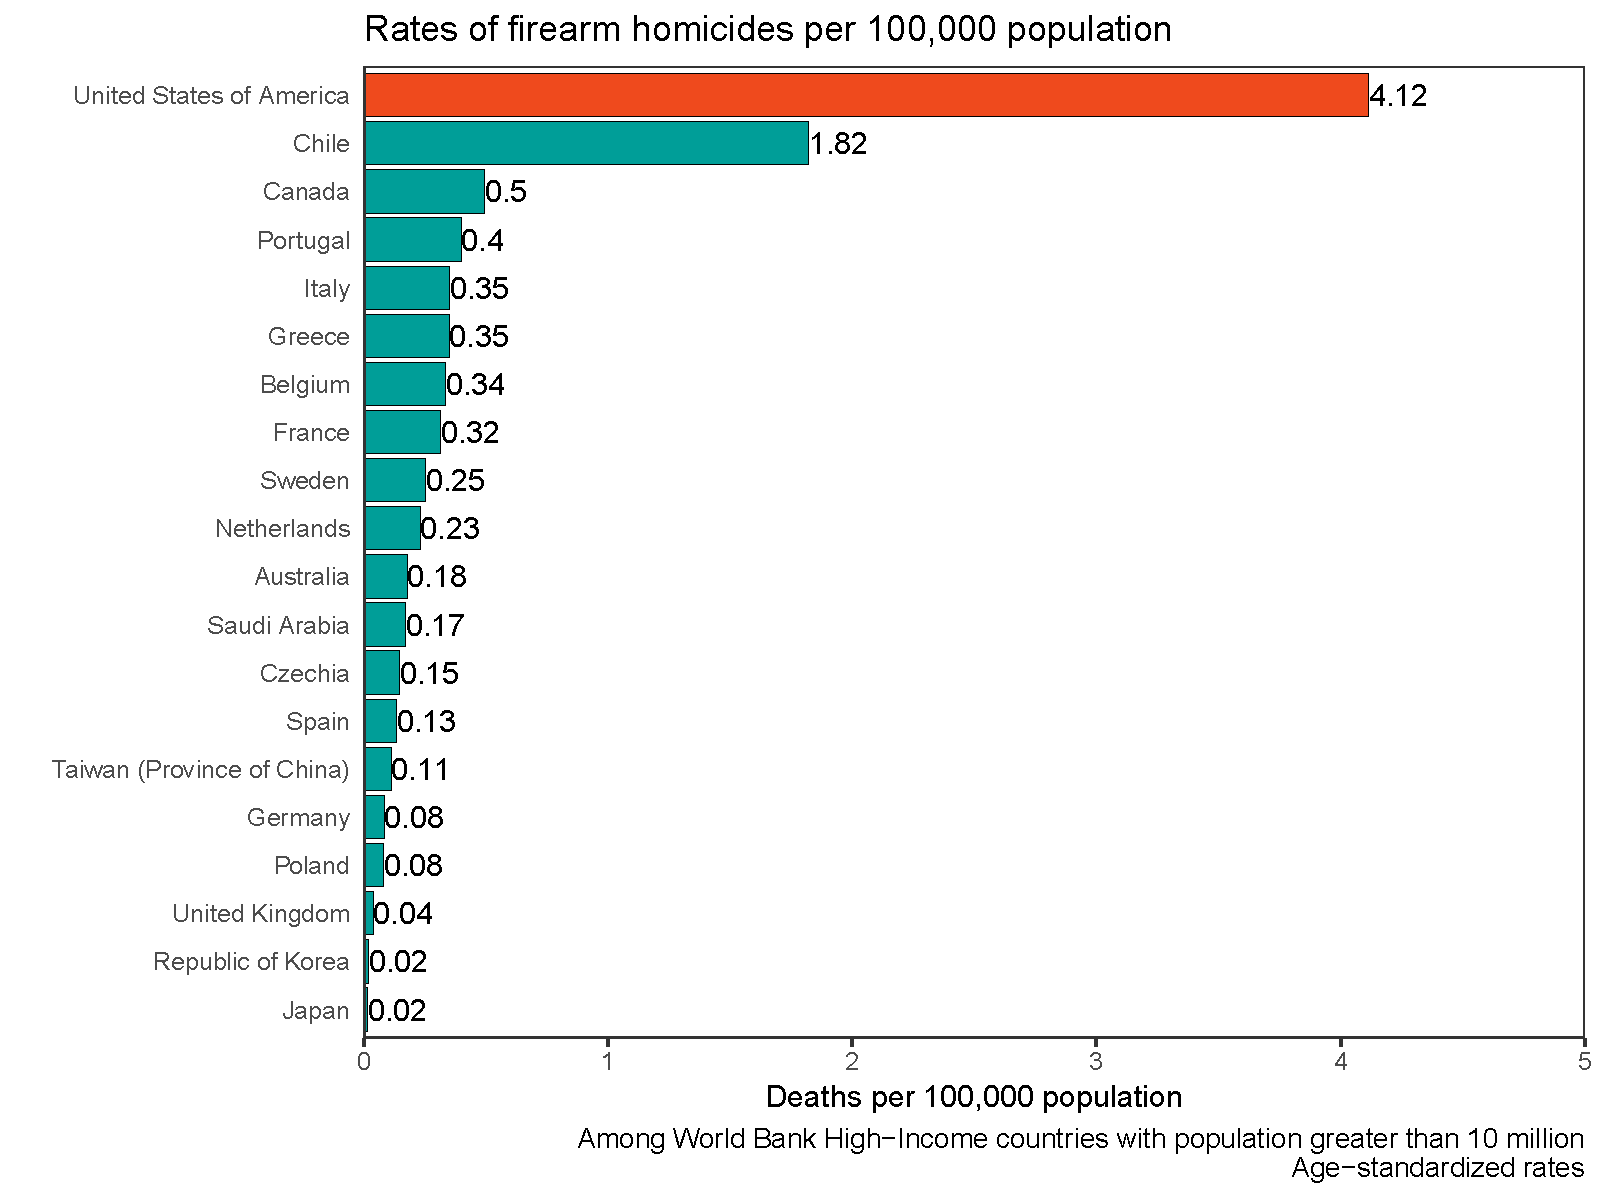 Rates of firearm homicides per 100,000 population
United States of America 4.12
Chile 1.82
Canada 0.5
Portugal 0.4
Italy 0.35
Greece 0.35
Belgium 0.34
France 0.32
Sweden 0.25
Netherlands 0.23
Australia 0.18
Saudi Arabia 0.17
Czechia 0.15
Spain 0.13
Taiwan (Province of China) 0.11
Germany 0.08
Poland 0.08
United Kingdom 0.04
Republic of Korea 0.02
Japan 0.02
0 1 2 3 4 5
Deaths per 100,000 population
Among World Bank High−Income countries with population greater than 10 million
Age−standardized rates